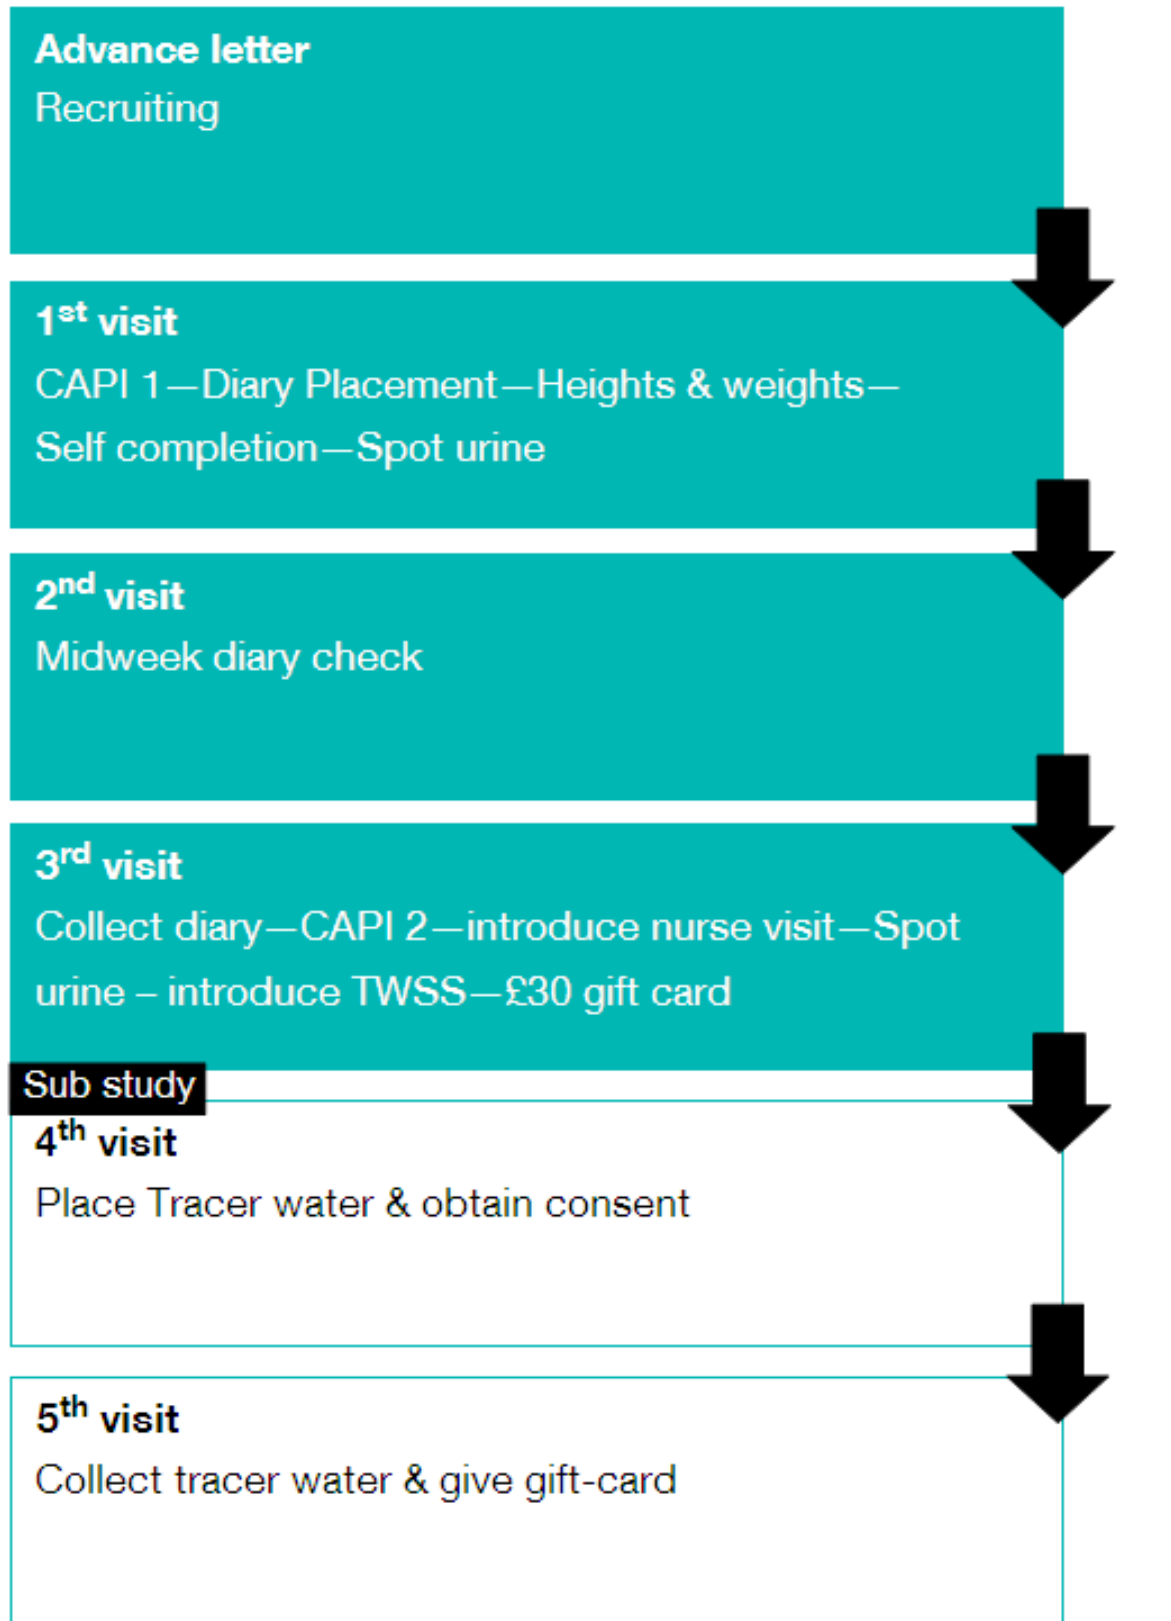 Advance letter
Recruiting
1st visit
CAPI 1—Diary Placement—Heights & weights—
Self completion—Spot urine
2nd visit
Midweek diary check
3rd visit
Collect diary—CAPI 2—introduce nurse visit—Spot
urine – introduce TWSS—£30 gift card
Sub study
4th visit
Place Tracer water & obtain consent
5th visit
Collect tracer water & give gift-card